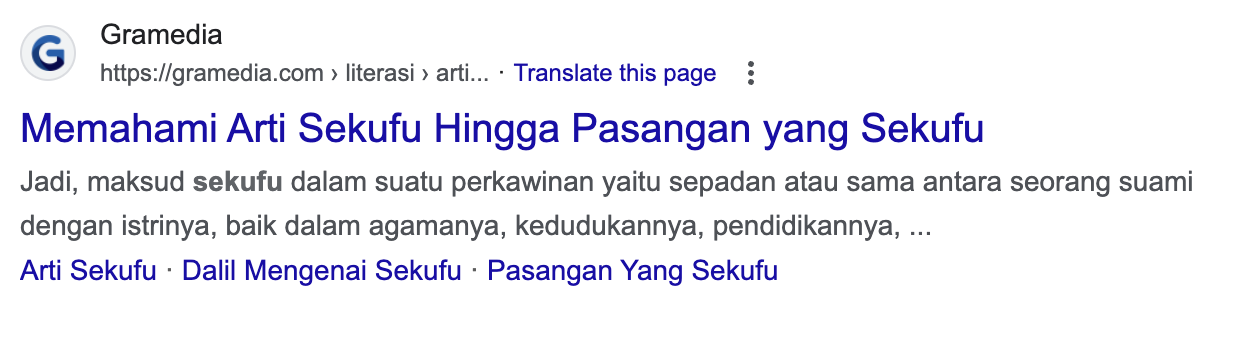 Gramedia
https://gramedia.com › literasi › arti... · Translate this page
Memahami Arti Sekufu Hingga Pasangan yang Sekufu
Jadi, maksud sekufu dalam suatu perkawinan yaitu sepadan atau sama antara seorang suami
dengan istrinya, baik dalam agamanya, kedudukannya, pendidikannya, ...
Arti Sekufu · Dalil Mengenai Sekufu · Pasangan Yang Sekufu